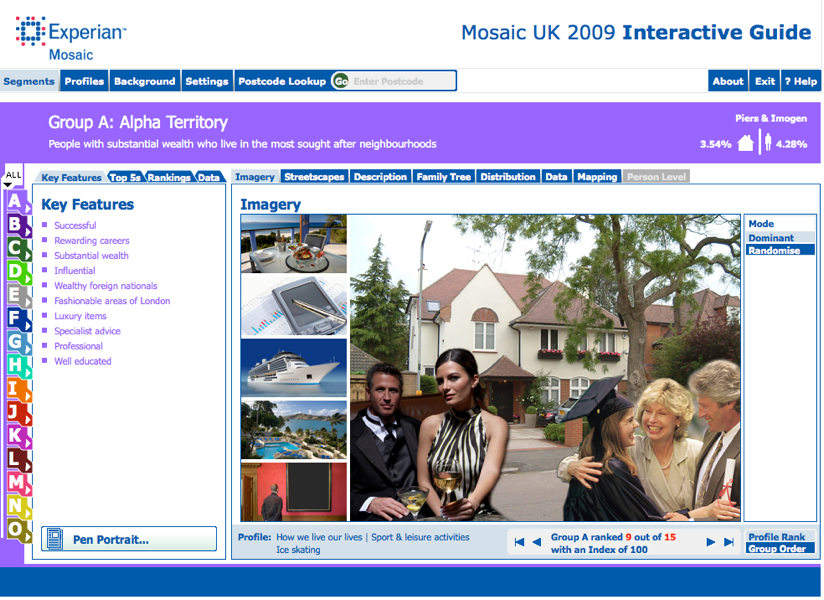 Experian™
Mosaic
Mosaic UK 2009 Interactive Guide
Segments Profiles Background Settings Postcode Lookup Go Enter Postcode About Exit ? Help
Group A: Alpha Territory
People with substantial wealth who live in the most sought after neighbourhoods
Piers & Imogen
3.54% 4.28%
ALL
A
B
C
D
E
F
G
H
I
J
K
L
M
N
O
Key Features Top 5s Rankings Data
Key Features
Successful
Rewarding careers
Substantial wealth
Influential
Wealthy foreign nationals
Fashionable areas of London
Luxury items
Specialist advice
Professional
Well educated
Pen Portrait...
Imagery Streetscapes Description Family Tree Distribution Data Mapping Person Level
Imagery
Mode
Dominant
Randomise
Profile: How we live our lives | Sport & leisure activities
Ice skating
Group A ranked 9 out of 15
with an Index of 100
Profile Rank
Group Order